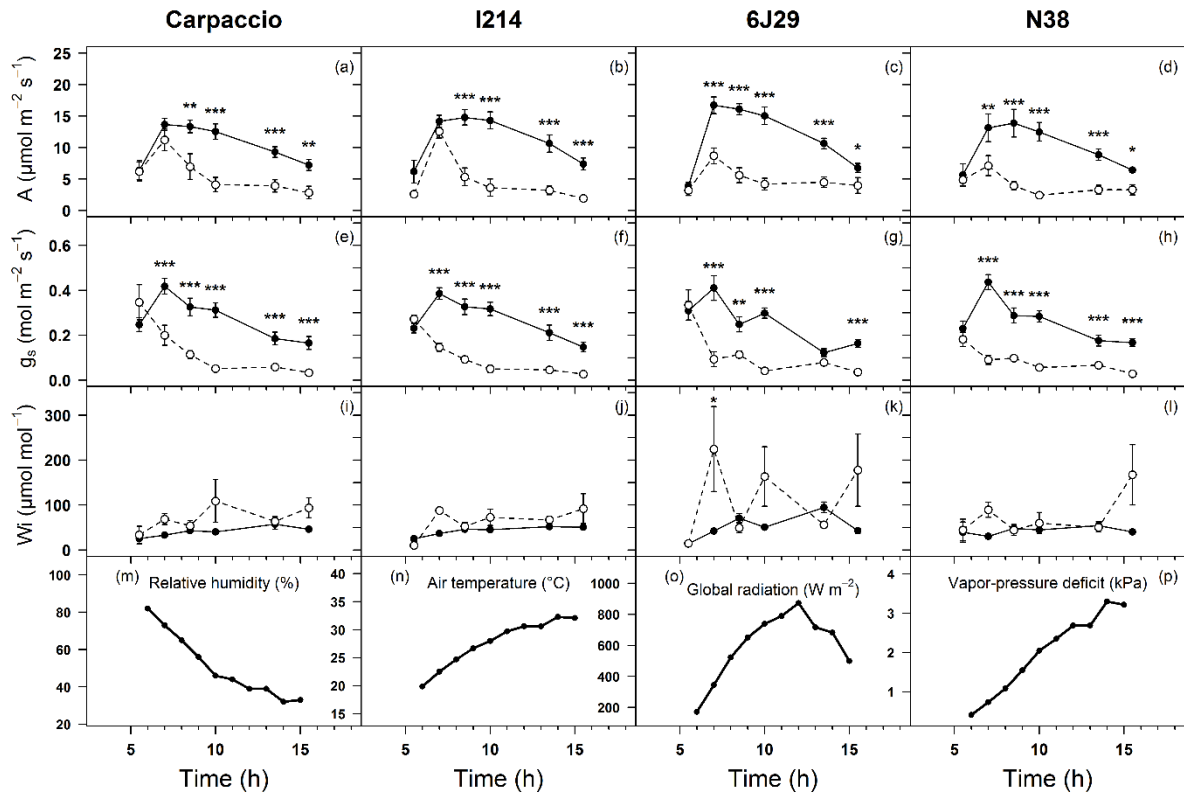 Carpaccio I214 6J29 N38
A (µmol m⁻² s⁻¹)
25
20
15
10
5
0
(a) ** *** *** **
(b) *** *** *** ***
(c) *** *** *** *** *
(d) ** *** *** *** *
gₛ (mol m⁻² s⁻¹)
0.6
0.4
0.2
0.0
(e) *** *** *** *** ***
(f) *** *** *** *** ***
(g) *** ** *** ***
(h) *** *** *** *** ***
Wi (µmol mol⁻¹)
300
200
100
50
0
(i)
(j)
(k) *
(l)
(m) Relative humidity (%)
100
80
60
40
20
(n) Air temperature (°C)
40
35
30
25
20
15
(o) Global radiation (W m⁻²)
1000
800
600
400
200
(p) Vapor-pressure deficit (kPa)
4
3
2
1
5 10 15 5 10 15 5 10 15 5 10 15
Time (h) Time (h) Time (h) Time (h)